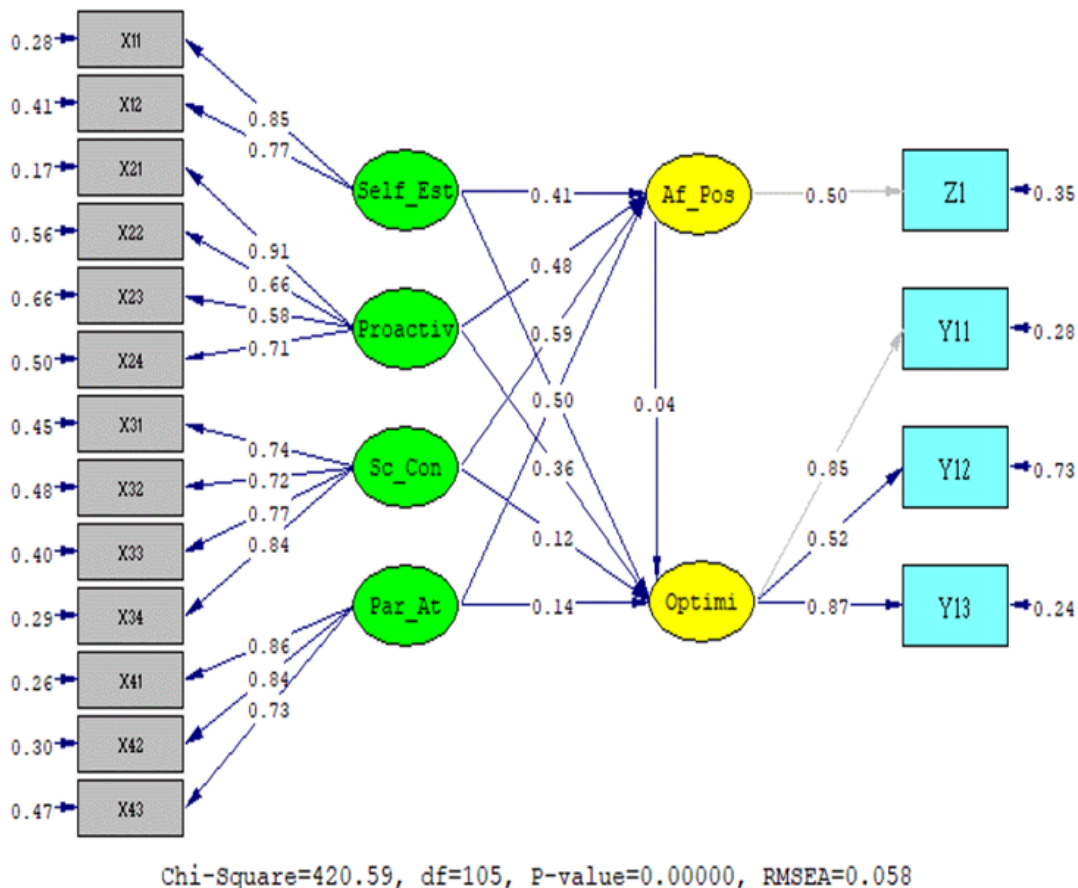 0.28 X11
0.85
0.41 X12
0.77
0.17 X21
0.91
0.56 X22
0.66
0.66 X23
0.58
0.50 X24
0.71
0.45 X31
0.74
0.48 X32
0.72
0.40 X33
0.77
0.29 X34
0.84
0.26 X41
0.86
0.30 X42
0.84
0.47 X43
0.73
Self_Est
Proactiv
Sc_Con
Par_At
0.41
0.48
0.59
0.50
0.36
0.12
0.14
0.04
Af_Pos
Optimi
0.50
0.85
0.52
0.87
Z1 0.35
Y11 0.28
Y12 0.73
Y13 0.24
Chi-Square=420.59, df=105, P-value=0.00000, RMSEA=0.058